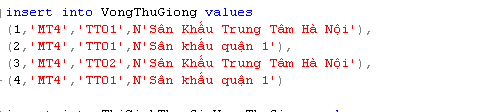 insert into VongThuGiong values
(1,'MT4','TT01',N'Sân Khấu Trung Tâm Hà Nội'),
(2,'MT4','TT01',N'Sân khấu quận 1'),
(3,'MT4','TT02',N'Sân Khấu Trung Tâm Hà Nội'),
(4,'MT4','TT01',N'Sân khấu quận 1')